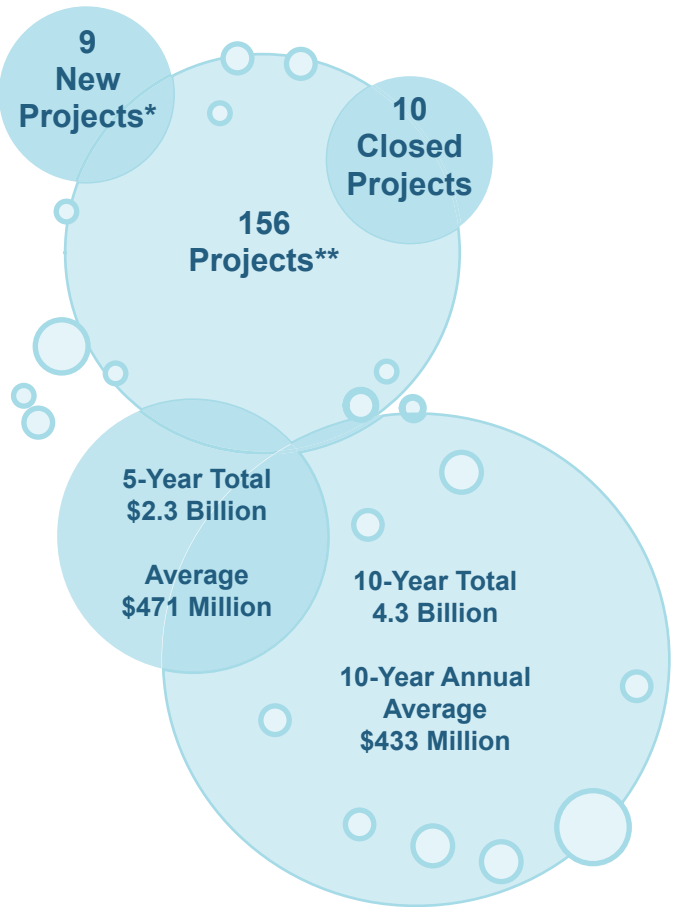 9
New
Projects*
10
Closed
Projects
156
Projects**
5-Year Total
$2.3 Billion
Average
$471 Million
10-Year Total
4.3 Billion
10-Year Annual
Average
$433 Million